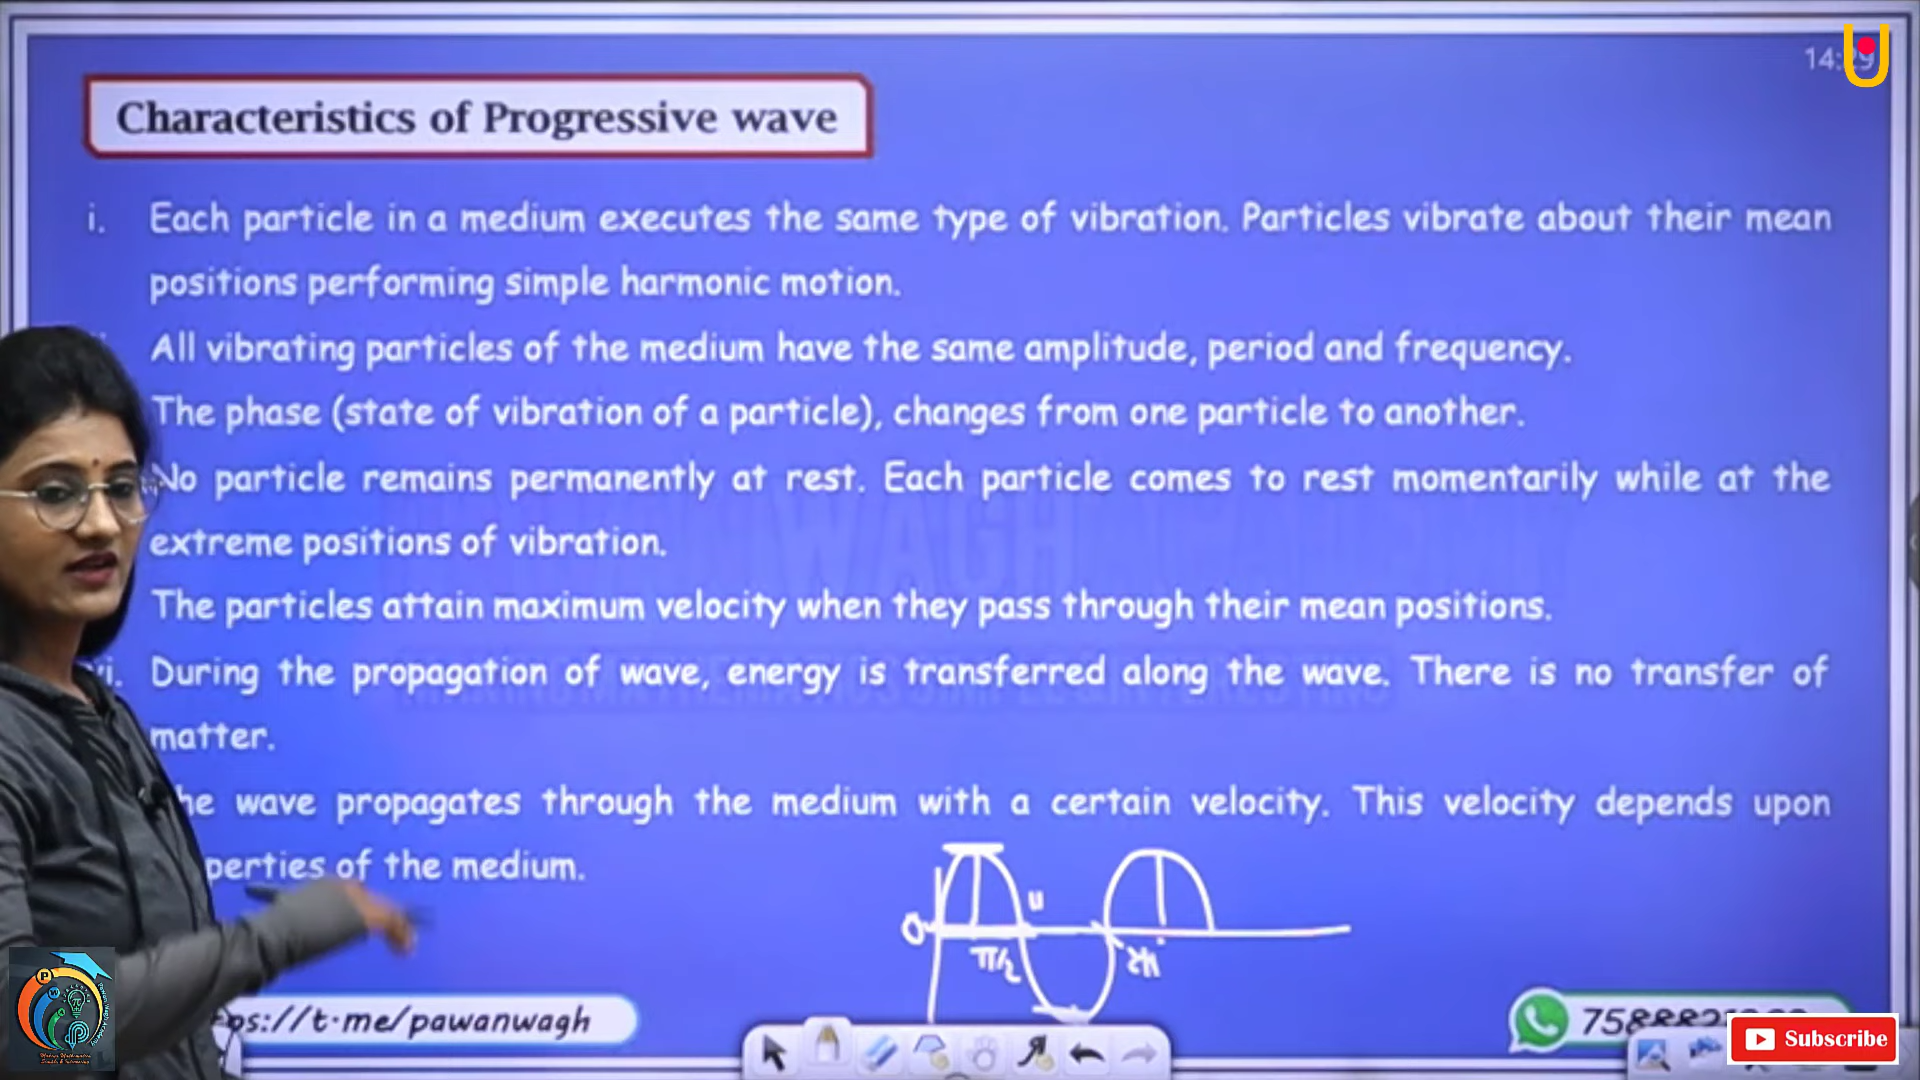 14:29
Characteristics of Progressive wave
i. Each particle in a medium executes the same type of vibration. Particles vibrate about their mean
positions performing simple harmonic motion.
All vibrating particles of the medium have the same amplitude, period and frequency.
The phase (state of vibration of a particle), changes from one particle to another.
No particle remains permanently at rest. Each particle comes to rest momentarily while at the
extreme positions of vibration.
The particles attain maximum velocity when they pass through their mean positions.
vi. During the propagation of wave, energy is transferred along the wave. There is no transfer of
matter.
he wave propagates through the medium with a certain velocity. This velocity depends upon
perties of the medium.
0
π/2
2π
ps://t.me/pawanwagh
Subscribe